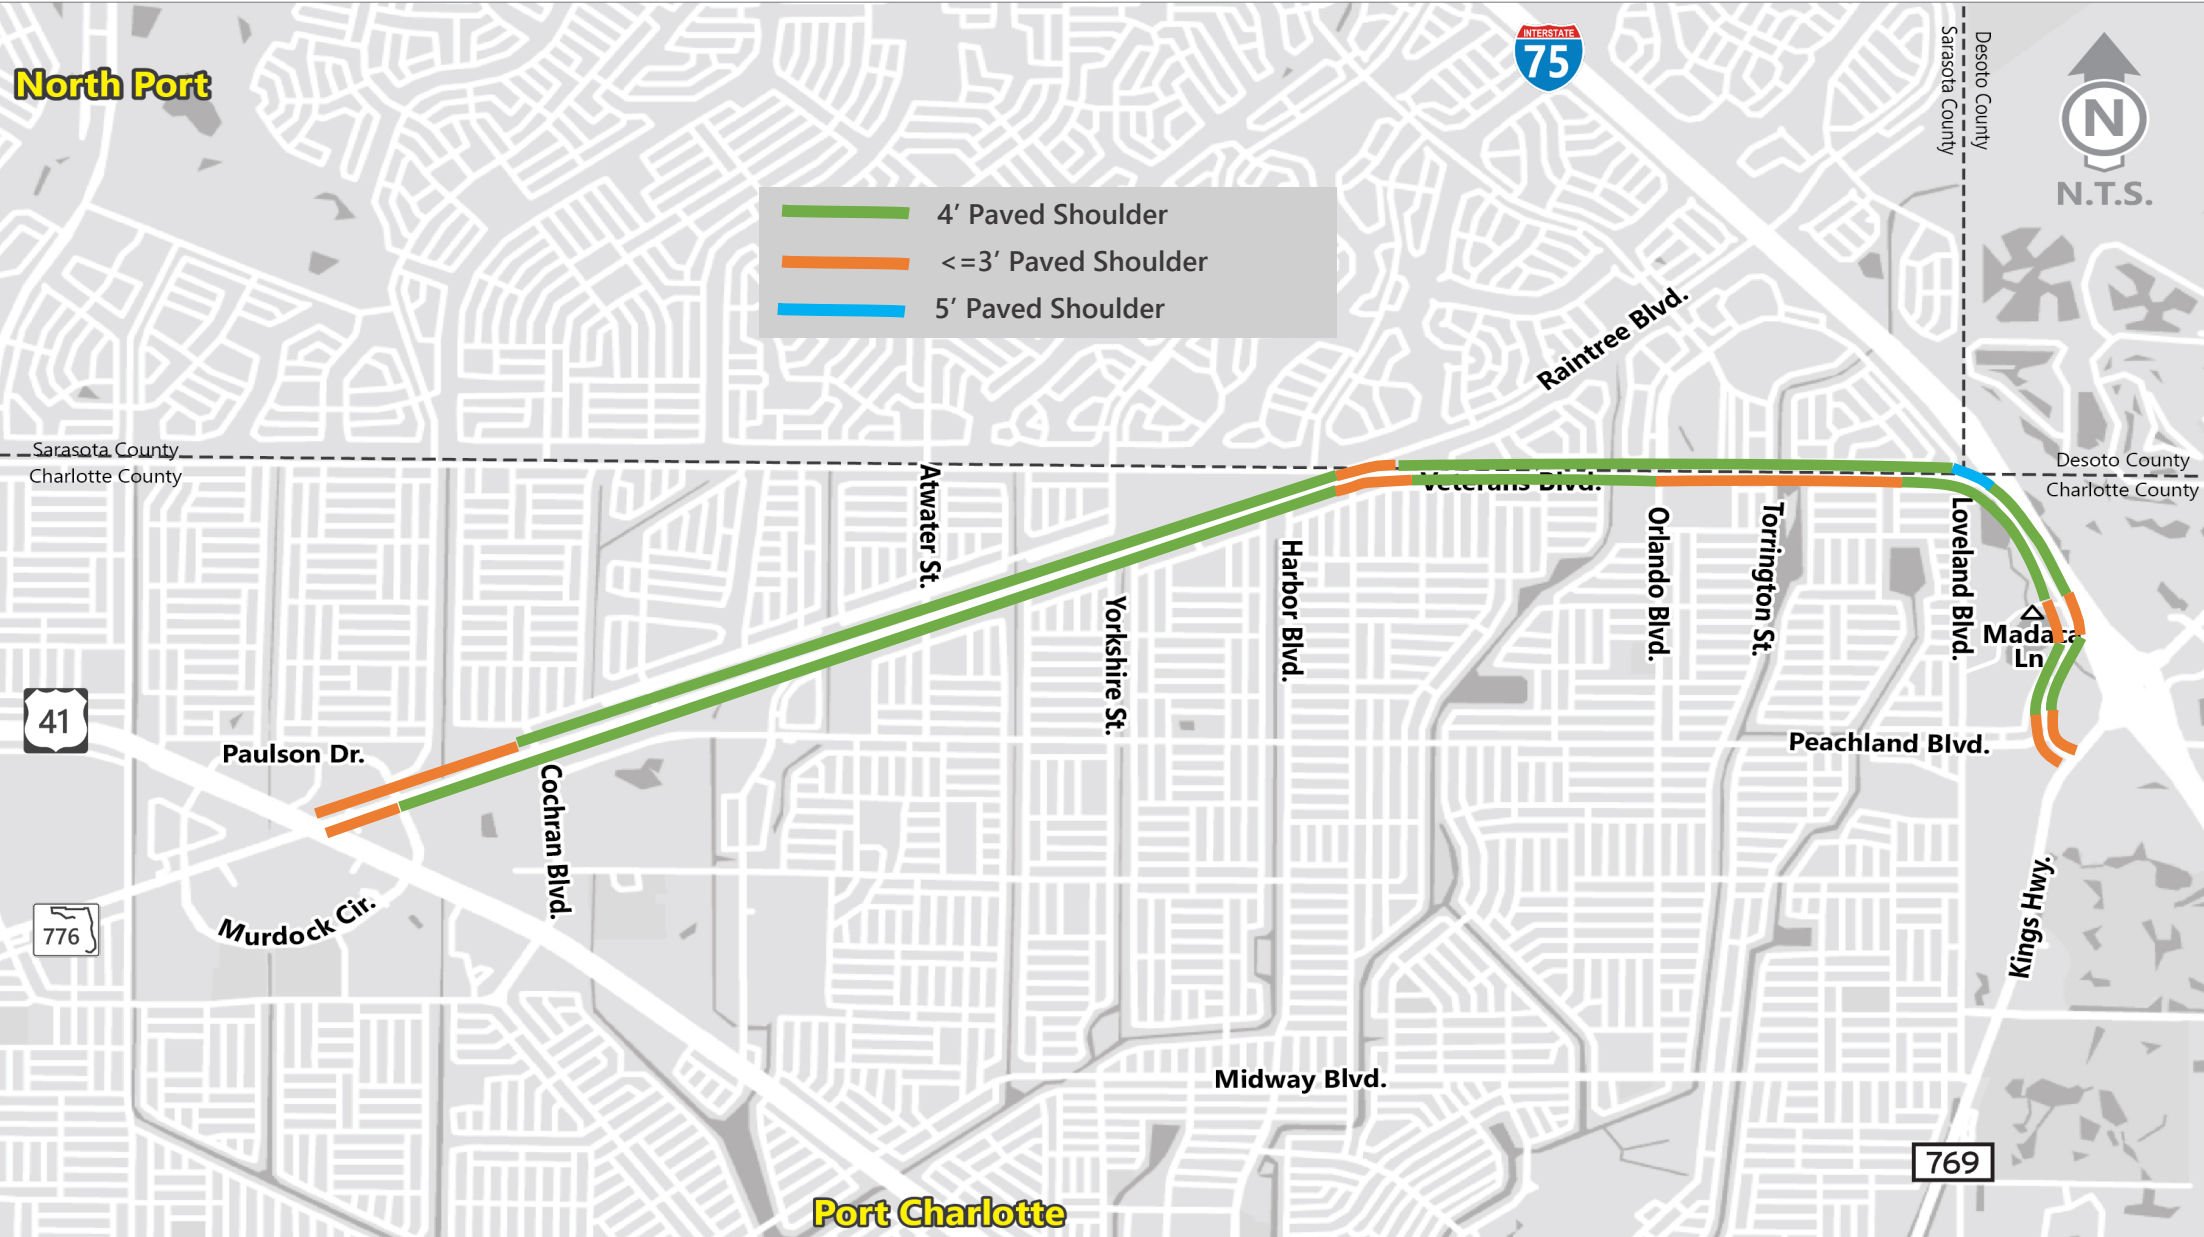 INTERSTATE
75
Sarasota County
Desoto County
North Port
N
N.T.S.
4’ Paved Shoulder
<=3’ Paved Shoulder
5’ Paved Shoulder
Raintree Blvd.
Sarasota County
Charlotte County
Desoto County
Charlotte County
Veterans Blvd.
Atwater St.
Yorkshire St.
Harbor Blvd.
Orlando Blvd.
Torrington St.
Loveland Blvd.
Madaca
Ln
41
Paulson Dr.
Peachland Blvd.
Cochran Blvd.
Murdock Cir.
776
Kings Hwy.
Midway Blvd.
769
Port Charlotte